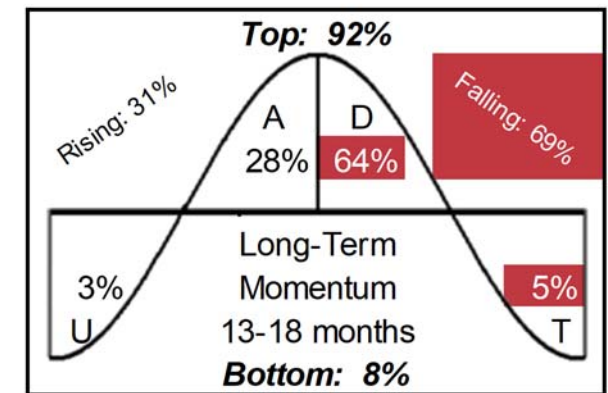 Top: 92%
Rising: 31%
Falling: 69%
A D
28% 64%
Long-Term
3% Momentum 5%
U 13-18 months T
Bottom: 8%